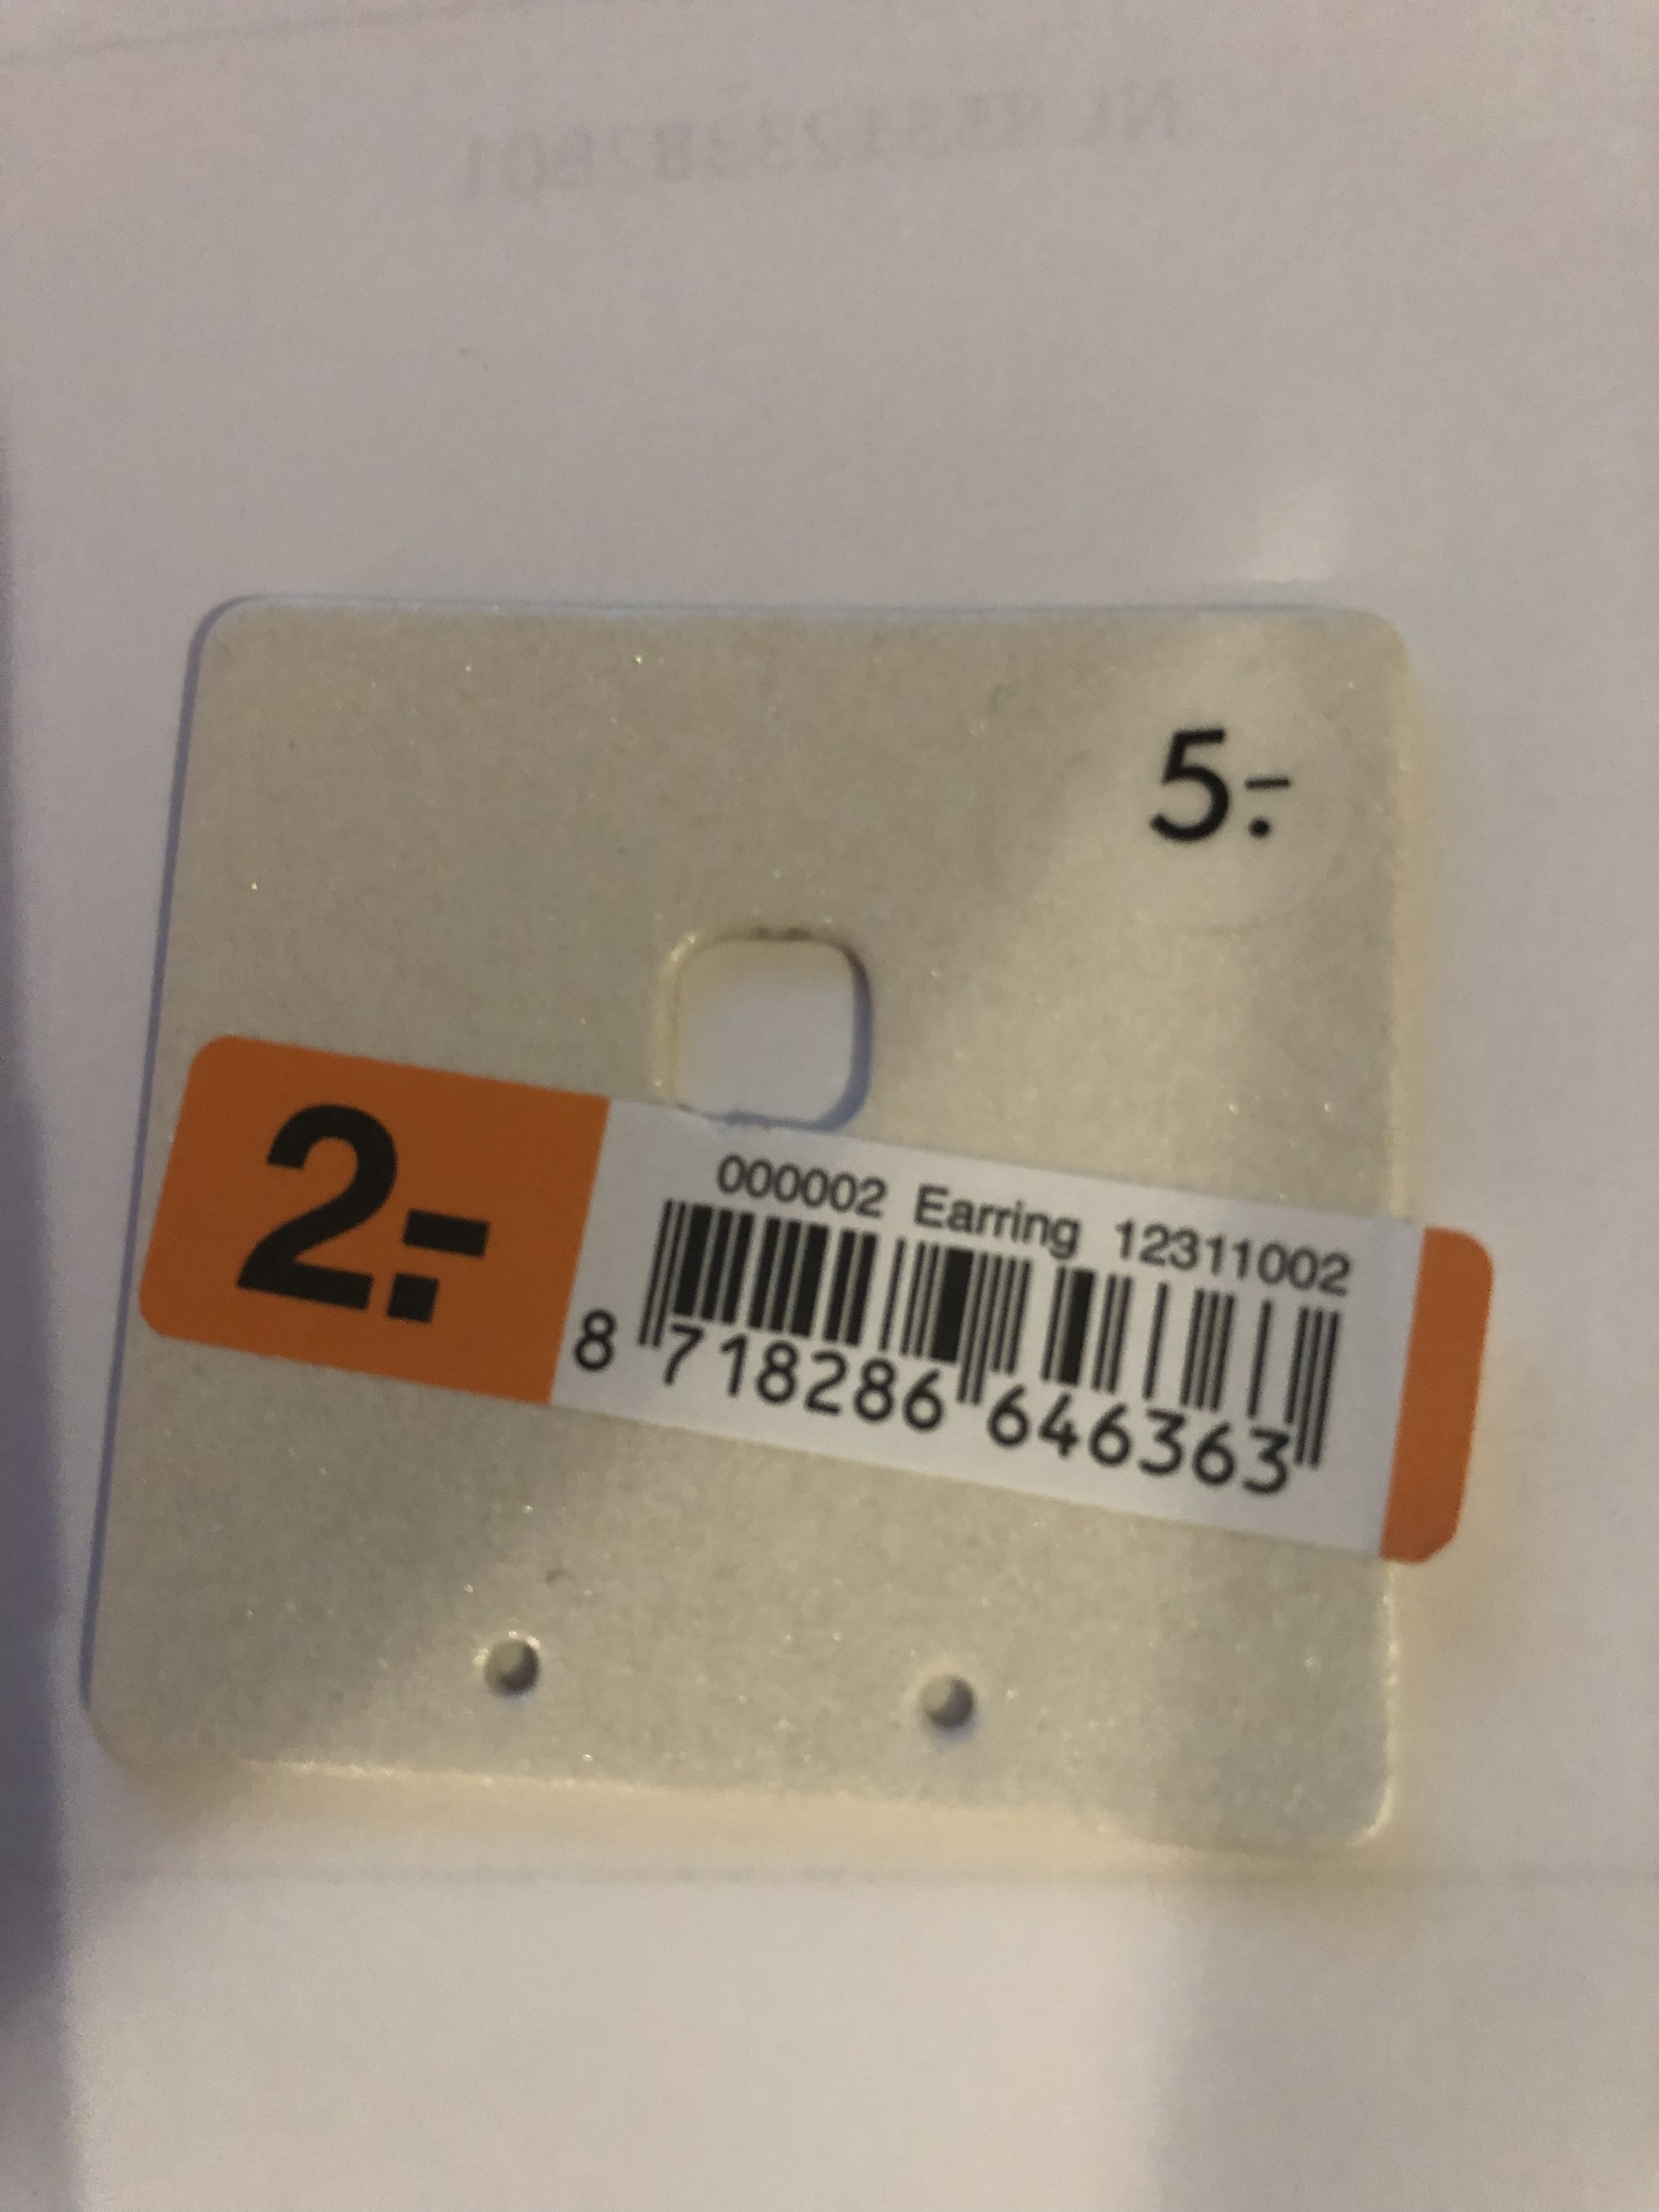 5.-
2.-
000002 Earring 12311002
8 718286 646363